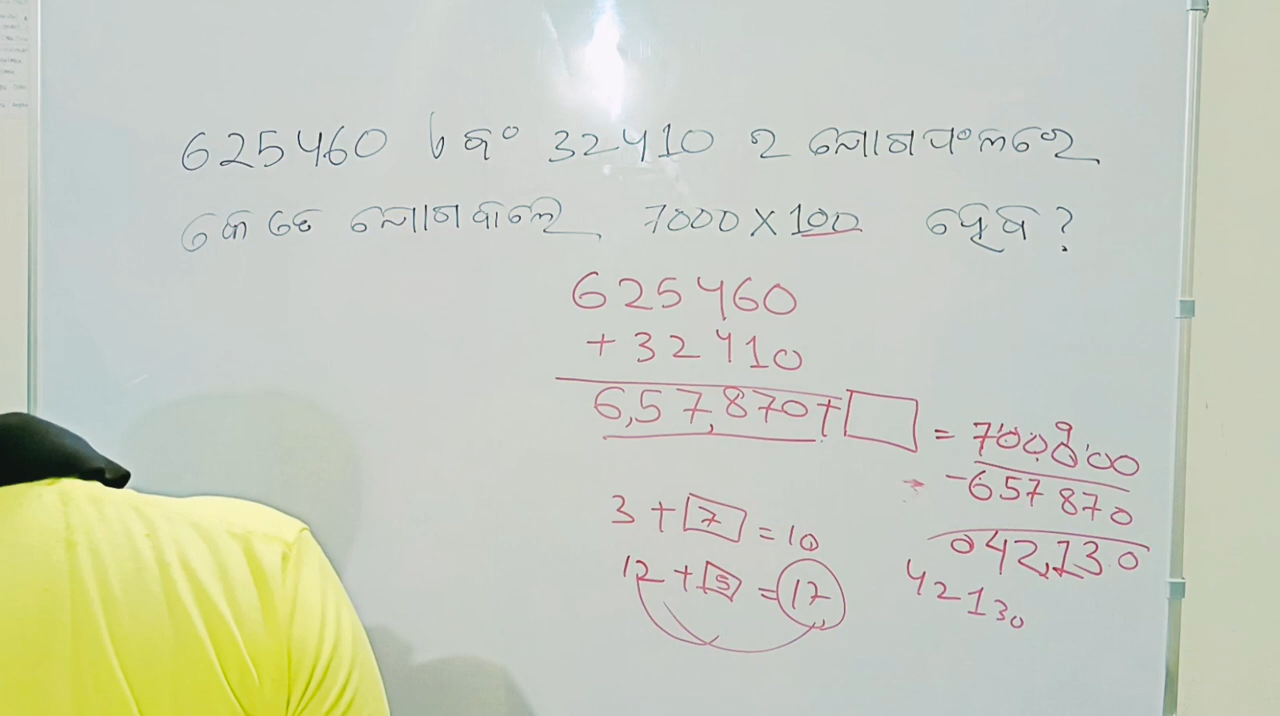 625460 ଏବଂ 32410 ର ଯୋଗଫଳରେ
କେତେ ଯୋଗକଲେ 7000 X 100 ହେବ ?
625460
+ 32410
6,57,870 + □ = 700000
- 657870
042,130
42130
3 + 7 = 10
12 + 5 = 17